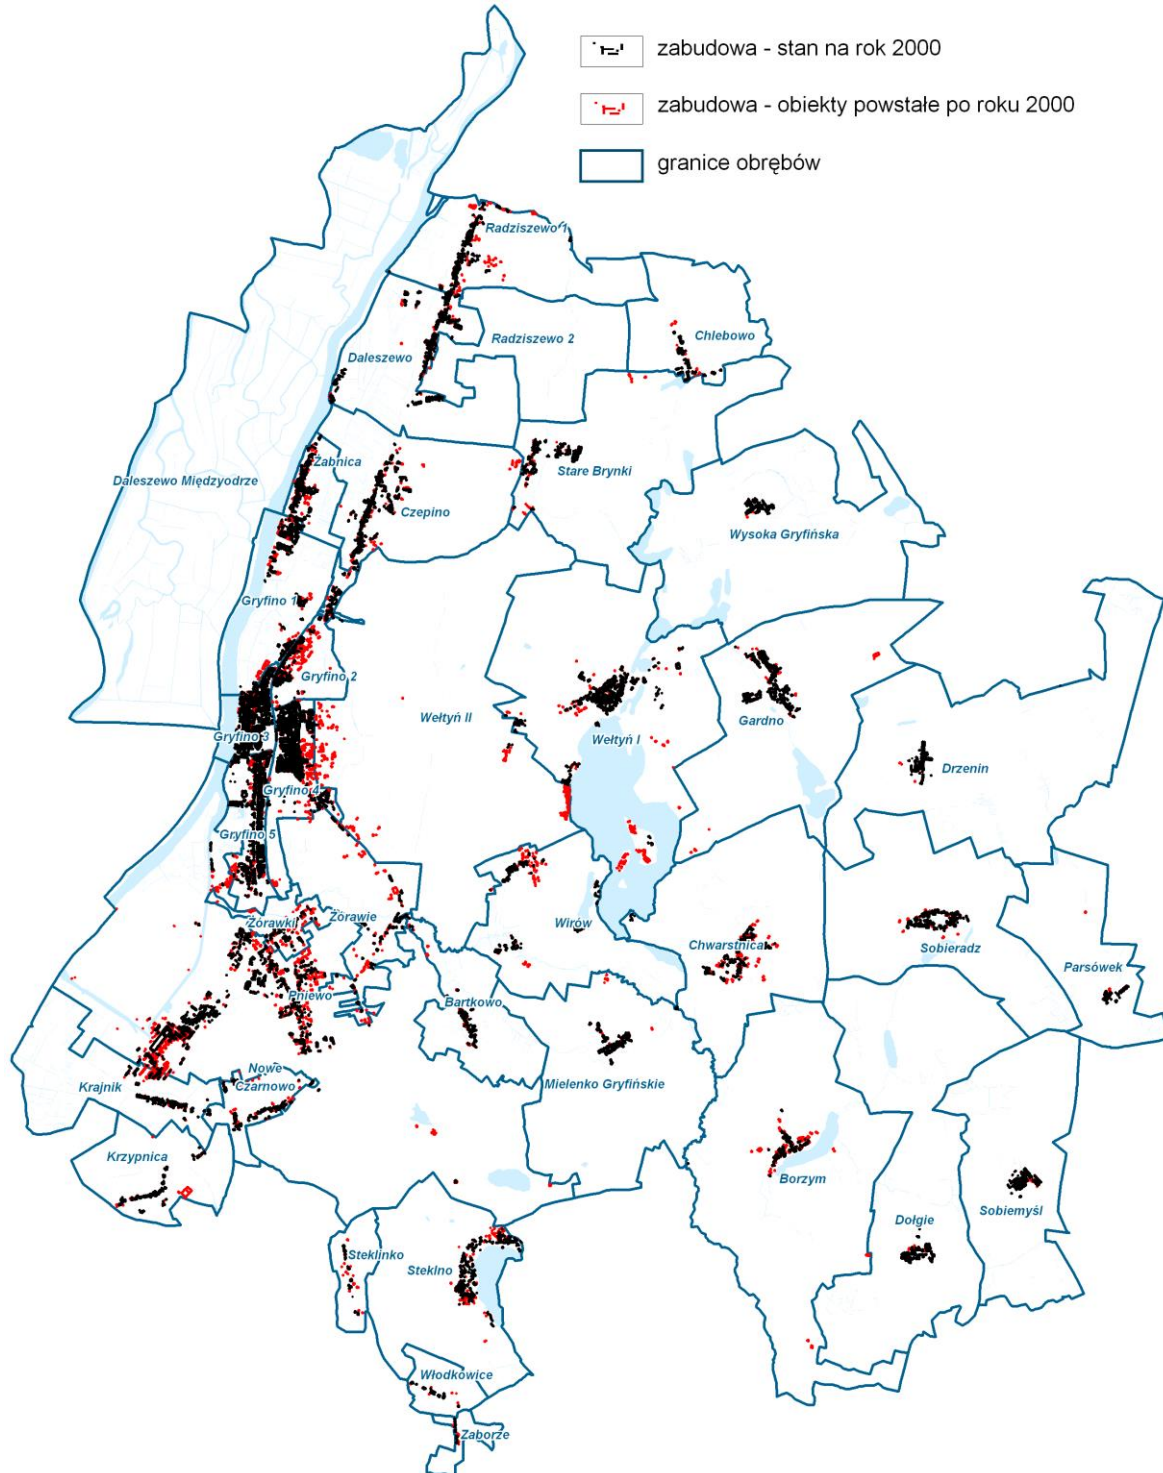 zabudowa - stan na rok 2000
zabudowa - obiekty powstałe po roku 2000
granice obrębów
Radziszewo 1
Radziszewo 2
Chlebowo
Daleszewo
Żabnica
Daleszewo Międzyodrze
Czepino
Stare Brynki
Wysoka Gryfińska
Gryfino 1
Gryfino 2
Wełtyń II
Gardno
Gryfino 3
Wełtyń I
Drzenin
Gryfino 4
Gryfino 5
Żórawki
Żórawie
Wirów
Chwarstnica
Sobieradz
Parsówek
Pniewo
Bartkowo
Nowe
Czarnowo
Krajnik
Mielenko Gryfińskie
Krzypnica
Borzym
Sobiemyśl
Dołgie
Steklinko
Steklno
Włodkowice
Zaborze